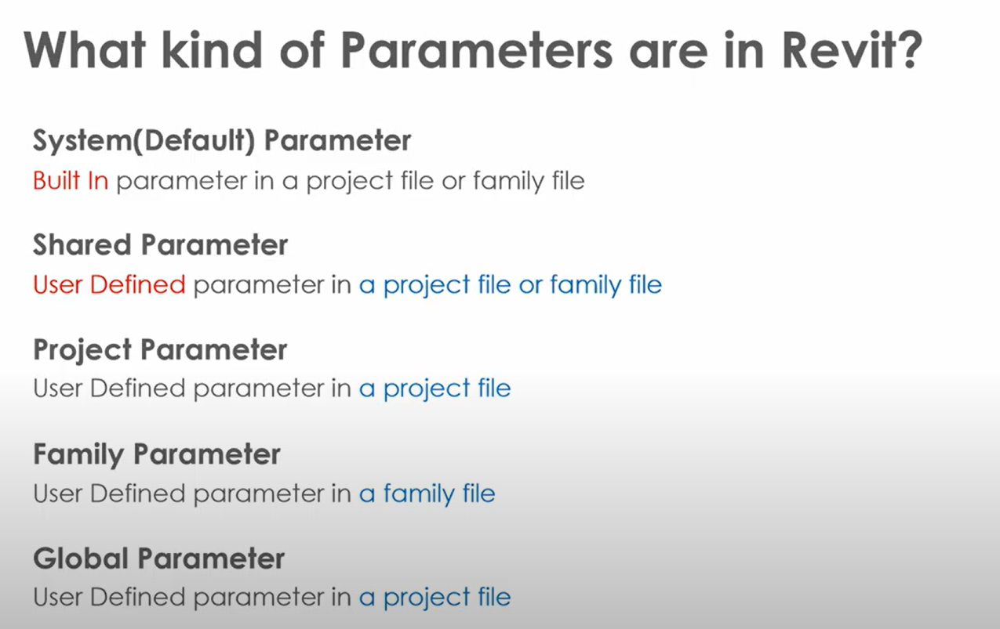 What kind of Parameters are in Revit?
System(Default) Parameter
Built In parameter in a project file or family file
Shared Parameter
User Defined parameter in a project file or family file
Project Parameter
User Defined parameter in a project file
Family Parameter
User Defined parameter in a family file
Global Parameter
User Defined parameter in a project file